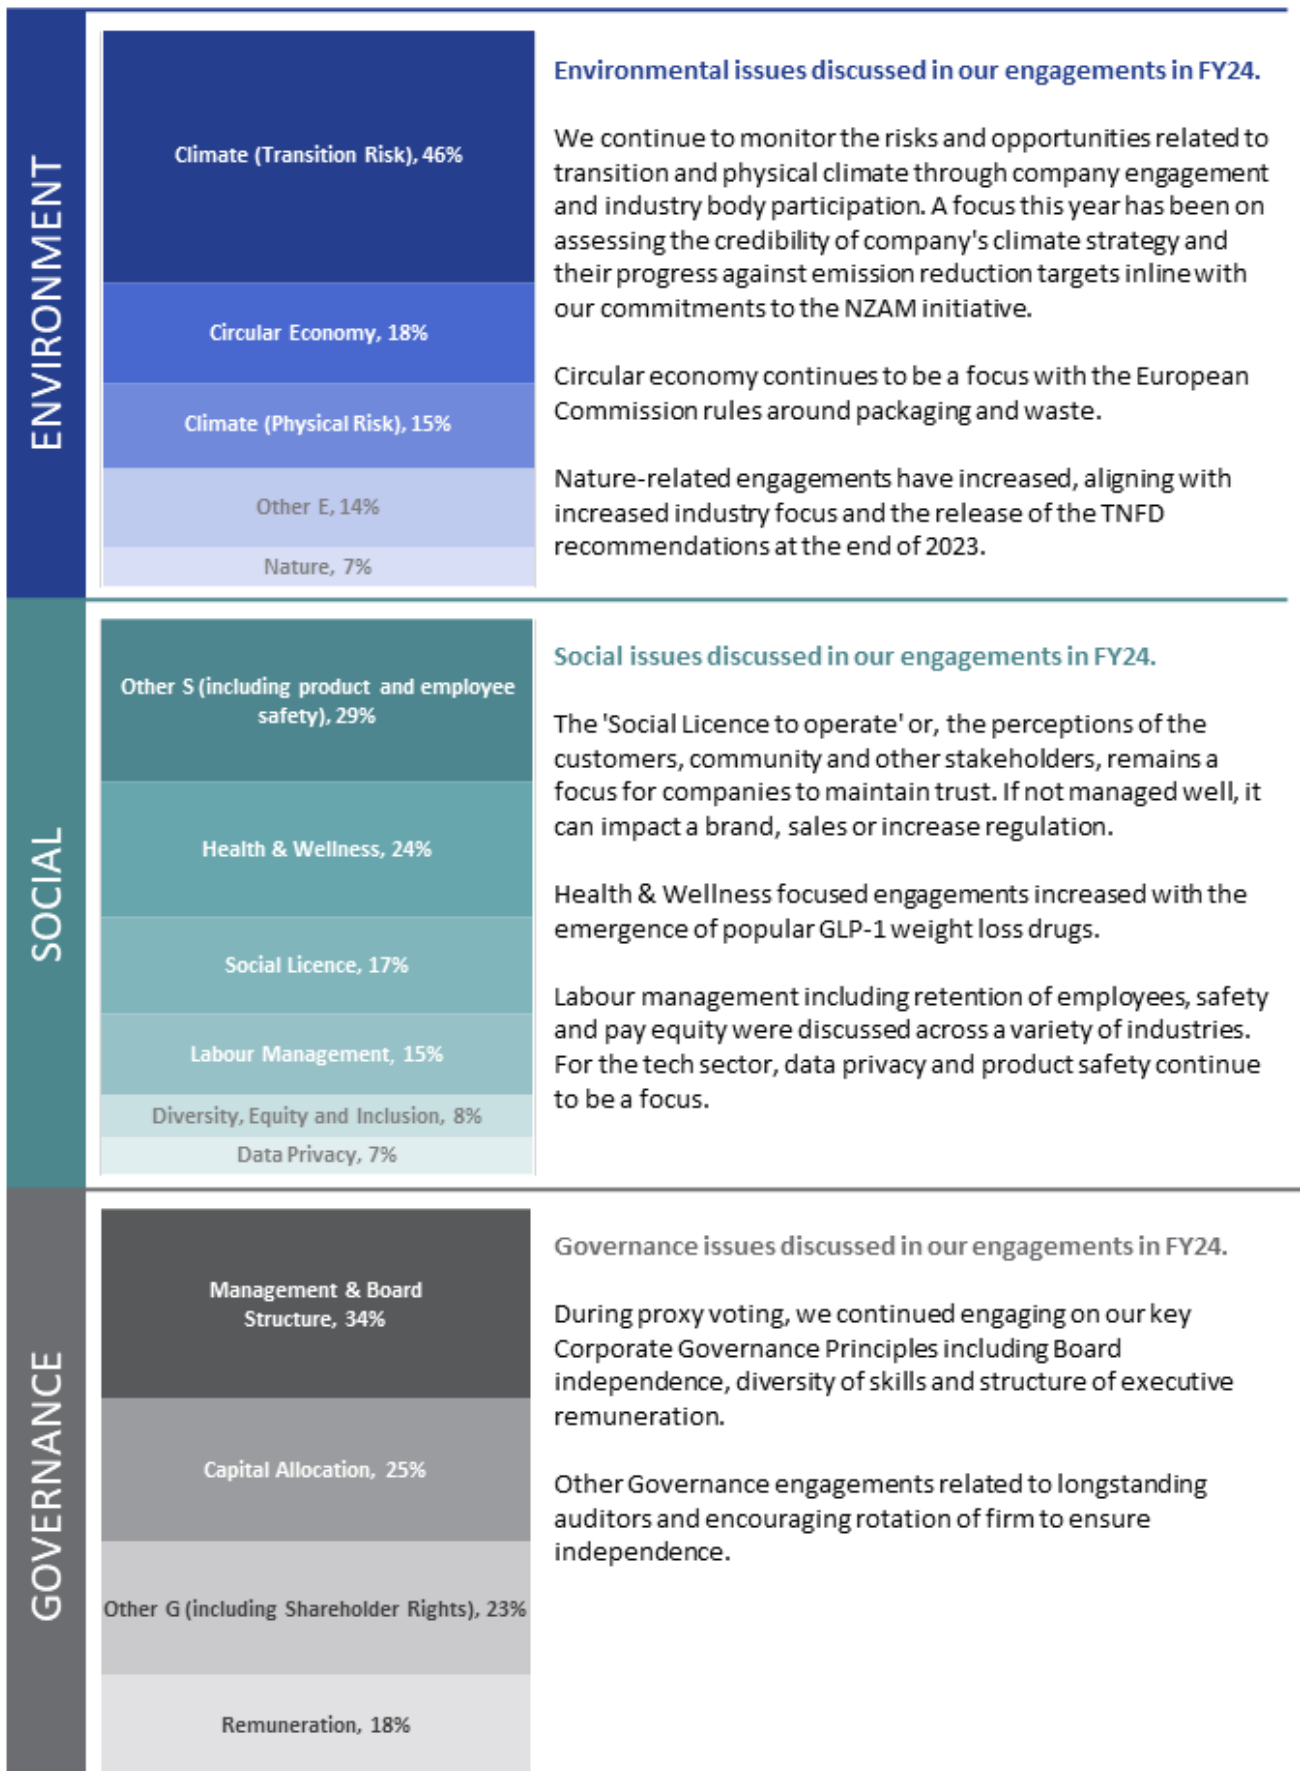 ENVIRONMENT
Climate (Transition Risk), 46%
Circular Economy, 18%
Climate (Physical Risk), 15%
Other E, 14%
Nature, 7%
Environmental issues discussed in our engagements in FY24.
We continue to monitor the risks and opportunities related to
transition and physical climate through company engagement
and industry body participation. A focus this year has been on
assessing the credibility of company's climate strategy and
their progress against emission reduction targets inline with
our commitments to the NZAM initiative.
Circular economy continues to be a focus with the European
Commission rules around packaging and waste.
Nature-related engagements have increased, aligning with
increased industry focus and the release of the TNFD
recommendations at the end of 2023.
SOCIAL
Other S (including product and employee
safety), 29%
Health & Wellness, 24%
Social Licence, 17%
Labour Management, 15%
Diversity, Equity and Inclusion, 8%
Data Privacy, 7%
Social issues discussed in our engagements in FY24.
The 'Social Licence to operate' or, the perceptions of the
customers, community and other stakeholders, remains a
focus for companies to maintain trust. If not managed well, it
can impact a brand, sales or increase regulation.
Health & Wellness focused engagements increased with the
emergence of popular GLP-1 weight loss drugs.
Labour management including retention of employees, safety
and pay equity were discussed across a variety of industries.
For the tech sector, data privacy and product safety continue
to be a focus.
GOVERNANCE
Management & Board
Structure, 34%
Capital Allocation, 25%
Other G (including Shareholder Rights), 23%
Remuneration, 18%
Governance issues discussed in our engagements in FY24.
During proxy voting, we continued engaging on our key
Corporate Governance Principles including Board
independence, diversity of skills and structure of executive
remuneration.
Other Governance engagements related to longstanding
auditors and encouraging rotation of firm to ensure
independence.